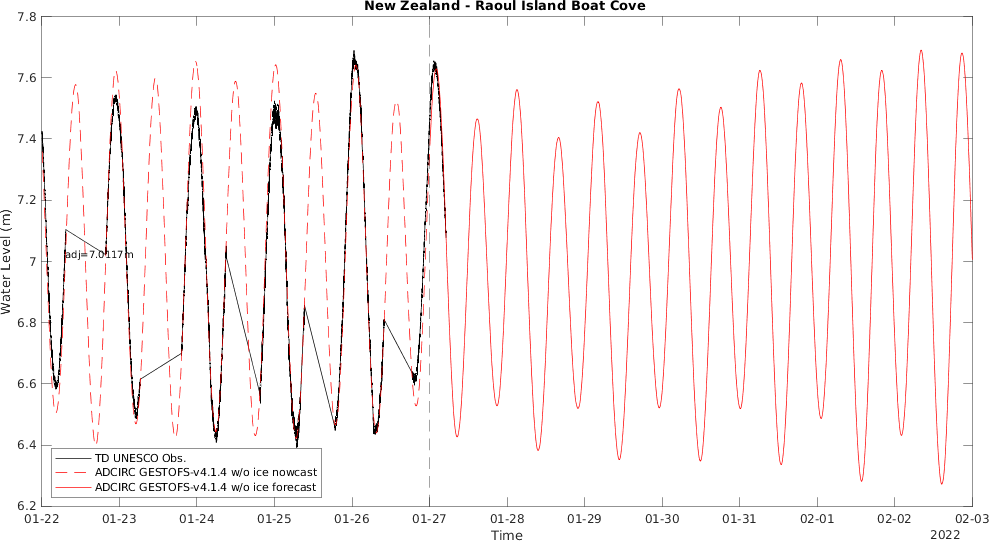 New Zealand - Raoul Island Boat Cove
Water Level (m)
7.8
7.6
7.4
7.2
7
6.8
6.6
6.4
6.2
adj=7.0117m
TD UNESCO Obs.
ADCIRC GESTOFS-v4.1.4 w/o ice nowcast
ADCIRC GESTOFS-v4.1.4 w/o ice forecast
01-22 01-23 01-24 01-25 01-26 01-27 01-28 01-29 01-30 01-31 02-01 02-02 02-03
Time
2022